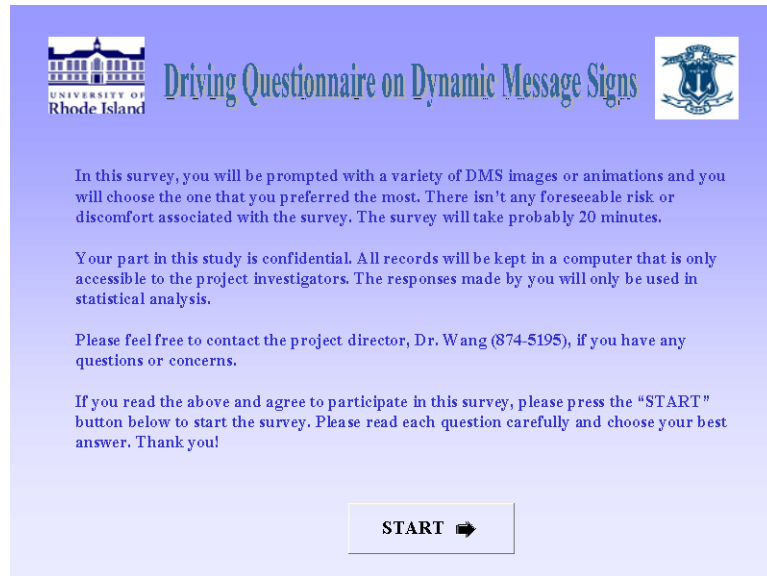 UNIVERSITY OF
Rhode Island
Driving Questionnaire on Dynamic Message Signs
In this survey, you will be prompted with a variety of DMS images or animations and you
will choose the one that you preferred the most. There isn't any foreseeable risk or
discomfort associated with the survey. The survey will take probably 20 minutes.
Your part in this study is confidential. All records will be kept in a computer that is only
accessible to the project investigators. The responses made by you will only be used in
statistical analysis.
Please feel free to contact the project director, Dr. Wang (874-5195), if you have any
questions or concerns.
If you read the above and agree to participate in this survey, please press the “START”
button below to start the survey. Please read each question carefully and choose your best
answer. Thank you!
START